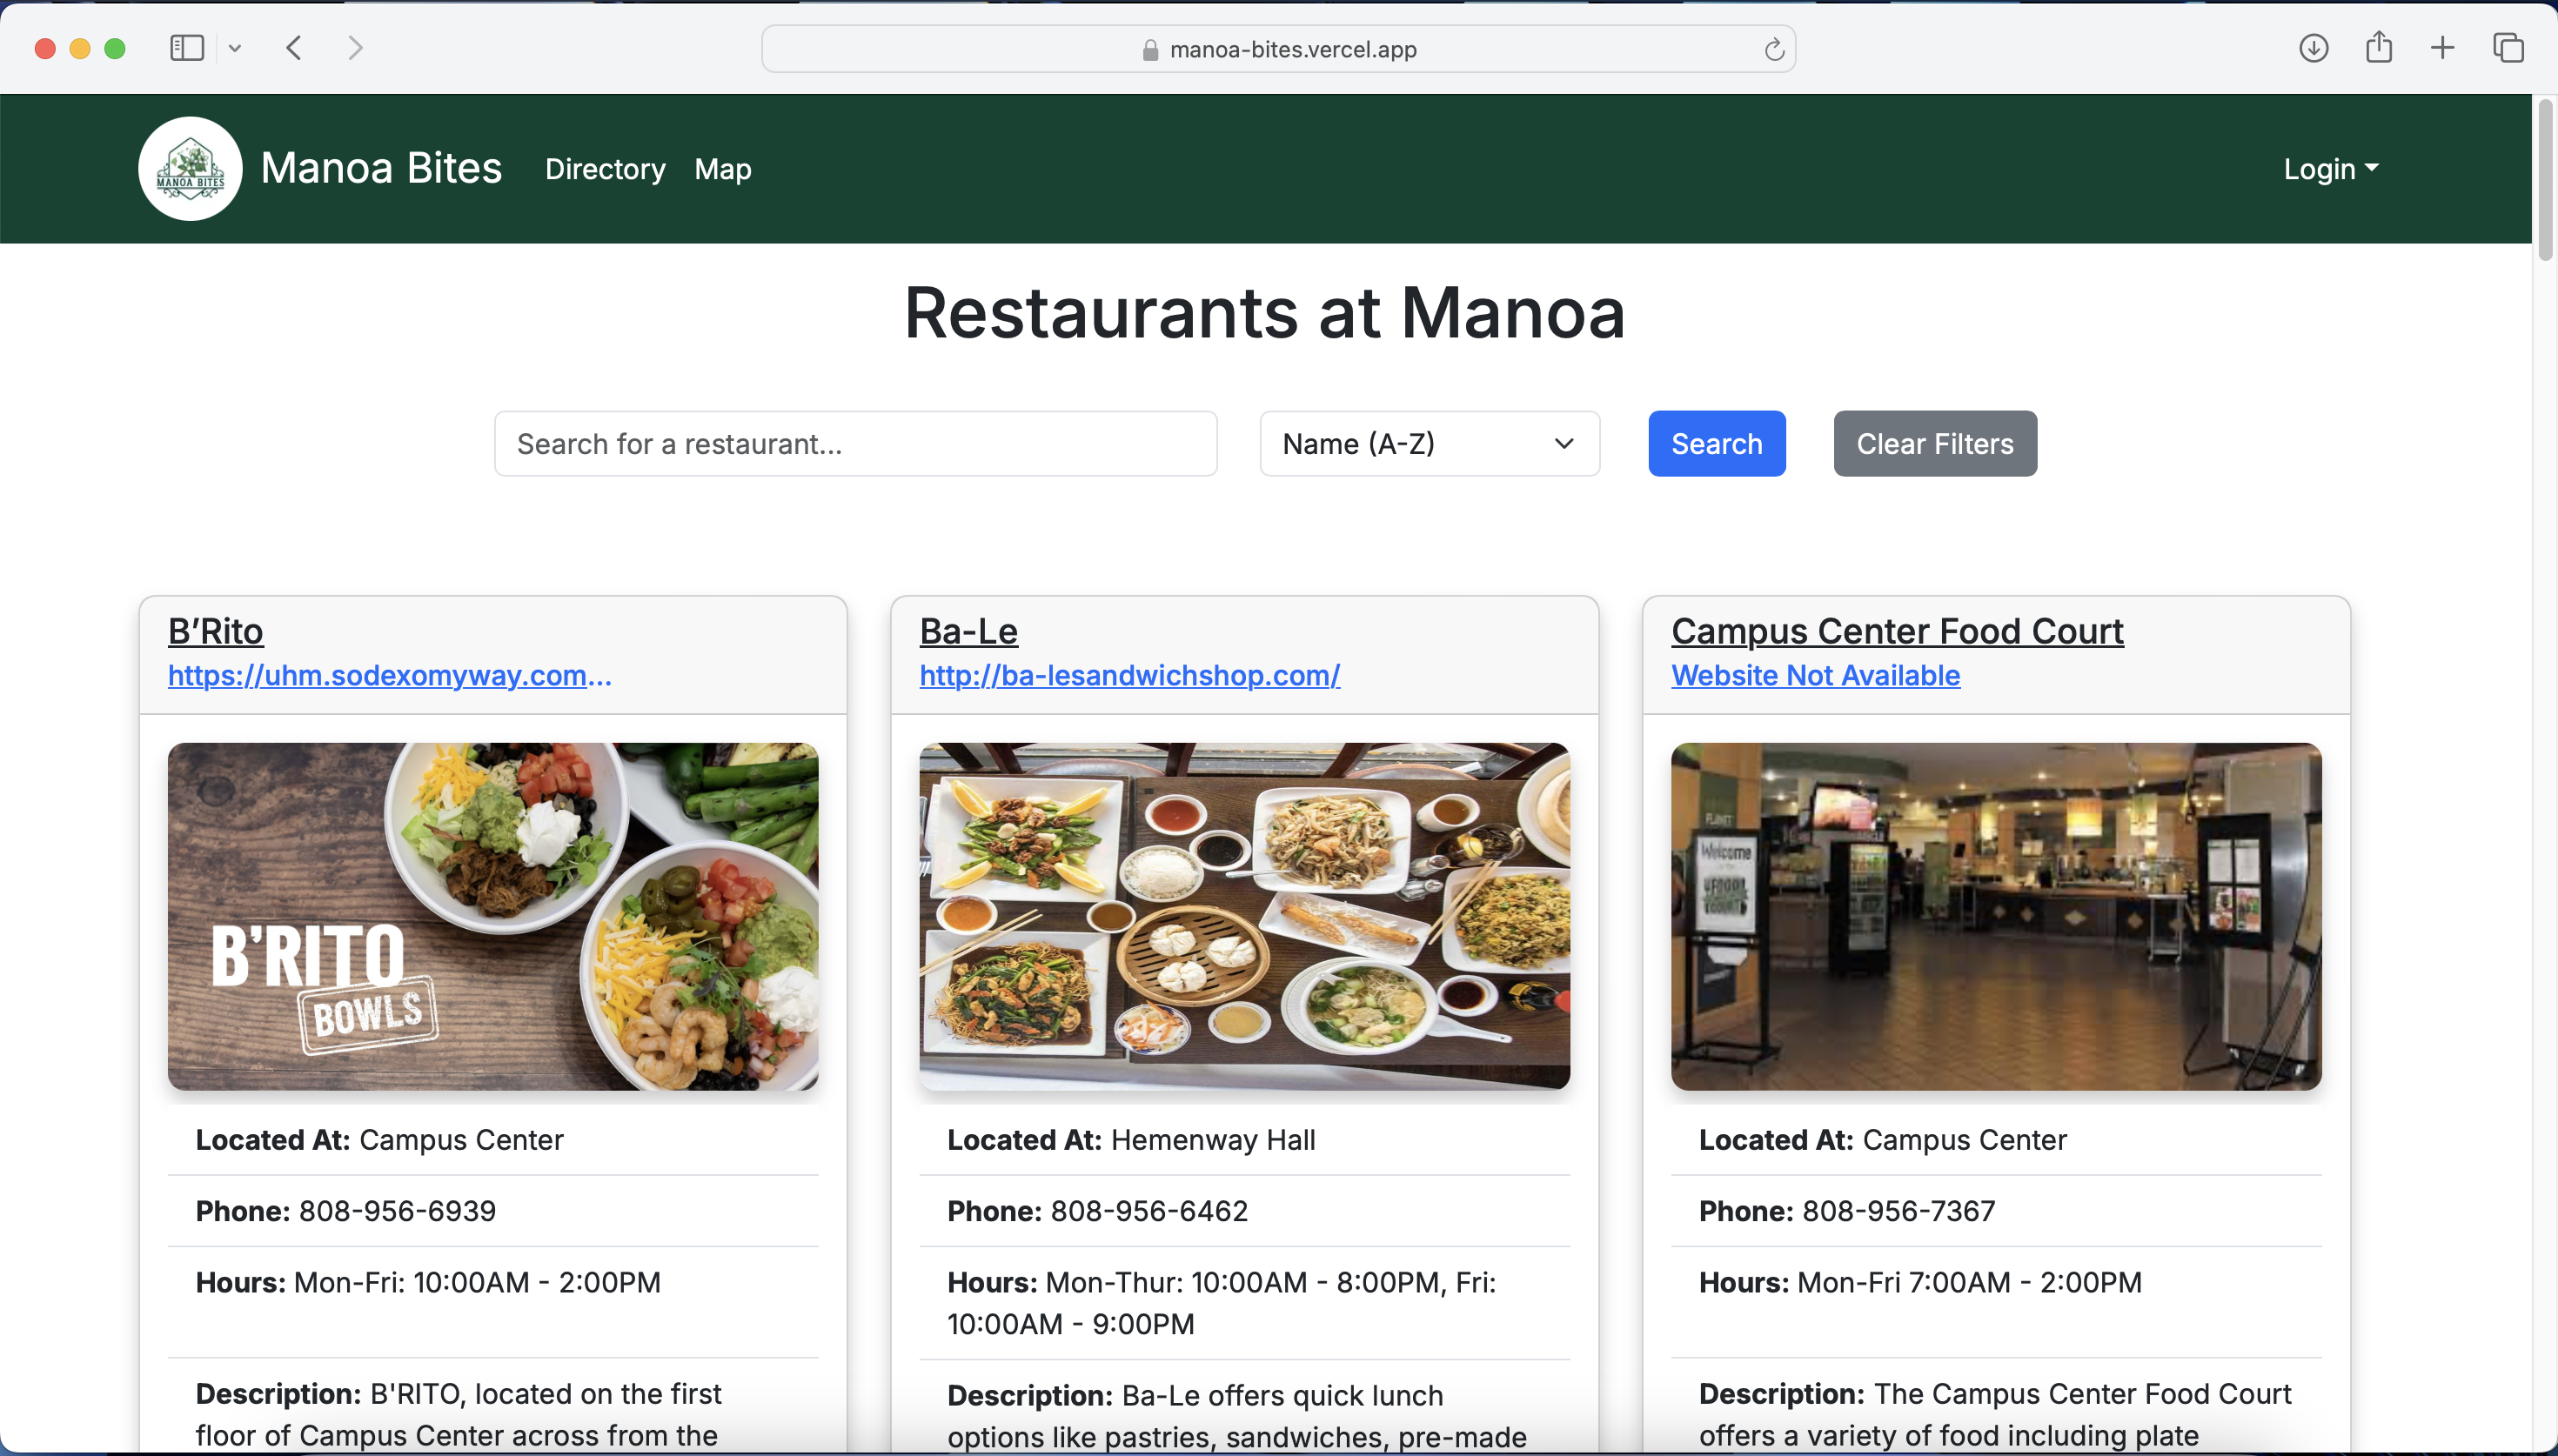 manoa-bites.vercel.app
MANOA BITES
Manoa Bites
Directory
Map
Login
Restaurants at Manoa
Search for a restaurant...
Name (A-Z)
Search
Clear Filters
B’Rito
https://uhm.sodexomyway.com...
B’RITO
BOWLS
Located At: Campus Center
Phone: 808-956-6939
Hours: Mon-Fri: 10:00AM - 2:00PM
Description: B'RITO, located on the first
floor of Campus Center across from the
Ba-Le
http://ba-lesandwichshop.com/
Located At: Hemenway Hall
Phone: 808-956-6462
Hours: Mon-Thur: 10:00AM - 8:00PM, Fri:
10:00AM - 9:00PM
Description: Ba-Le offers quick lunch
options like pastries, sandwiches, pre-made
Campus Center Food Court
Website Not Available
Welcome
Located At: Campus Center
Phone: 808-956-7367
Hours: Mon-Fri 7:00AM - 2:00PM
Description: The Campus Center Food Court
offers a variety of food including plate